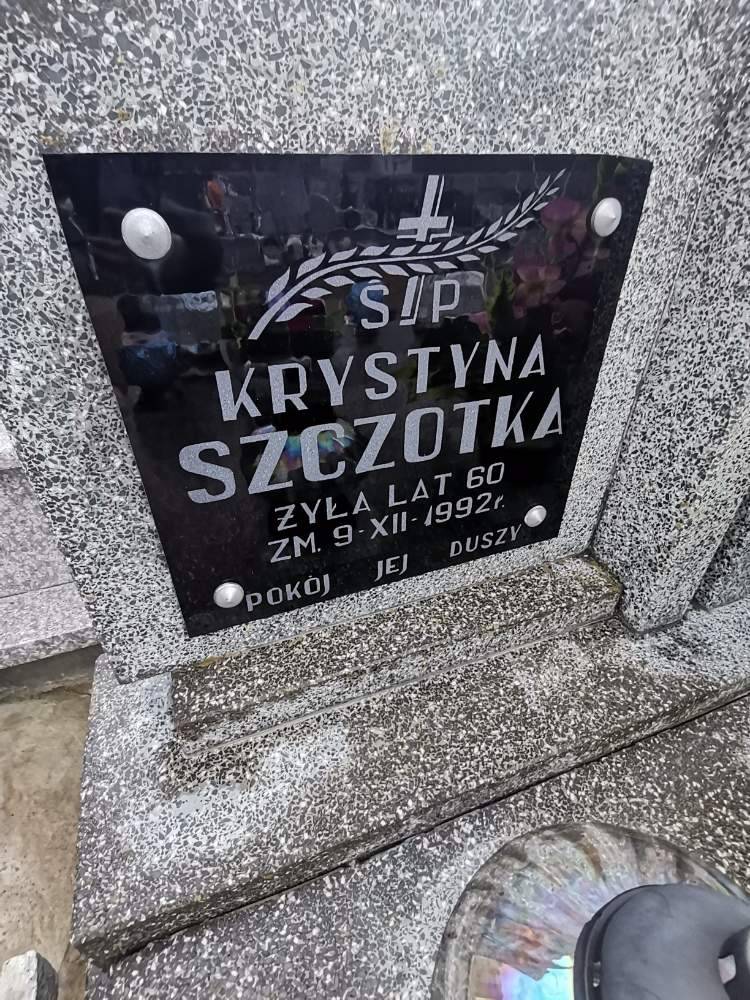 S P
KRYSTYNA
SZCZOTKA
ŻYŁA LAT 60
ZM. 9-XII-1992r.
POKÓJ JEJ DUSZY